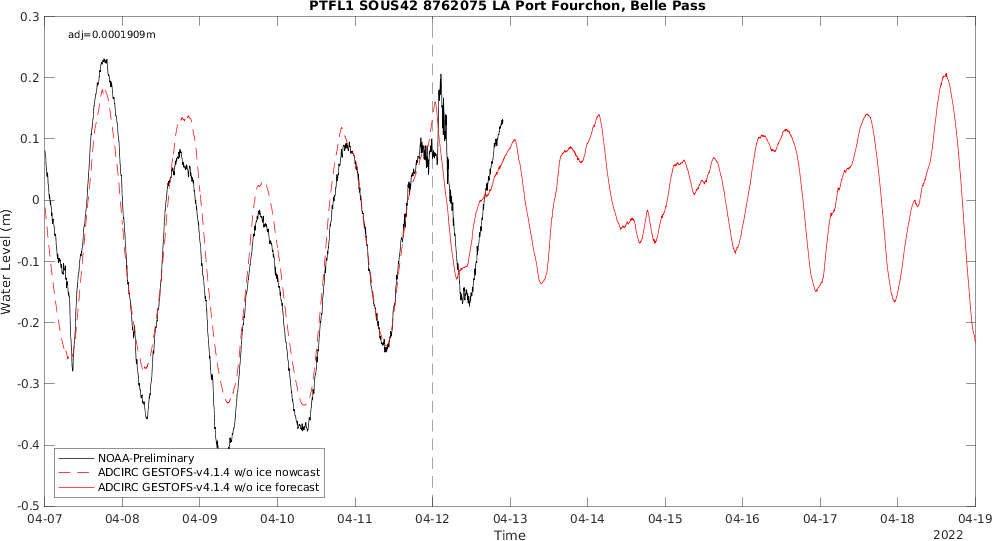 PTFL1 SOUS42 8762075 LA Port Fourchon, Belle Pass
adj=0.0001909m
0.3
0.2
0.1
0
-0.1
-0.2
-0.3
-0.4
-0.5
Water Level (m)
NOAA-Preliminary
ADCIRC GESTOFS-v4.1.4 w/o ice nowcast
ADCIRC GESTOFS-v4.1.4 w/o ice forecast
04-07 04-08 04-09 04-10 04-11 04-12 04-13 04-14 04-15 04-16 04-17 04-18 04-19
Time
2022